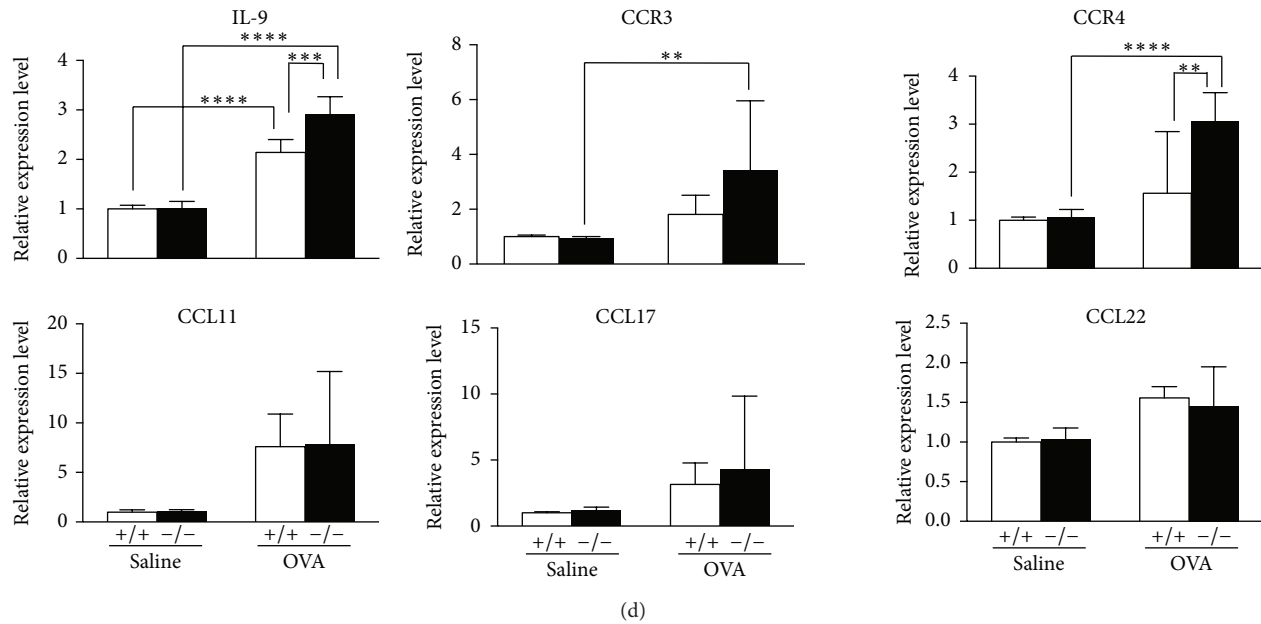 IL-9
Relative expression level
4
3
2
1
0
****
***
****
CCR3
Relative expression level
8
6
4
2
0
**
CCR4
Relative expression level
4
3
2
1
0
****
**
CCL11
Relative expression level
20
15
10
5
0
+/+ −/− +/+ −/−
Saline OVA
CCL17
Relative expression level
15
10
5
0
+/+ −/− +/+ −/−
Saline OVA
CCL22
Relative expression level
2.5
2.0
1.5
1.0
0.5
0.0
+/+ −/− +/+ −/−
Saline OVA
(d)